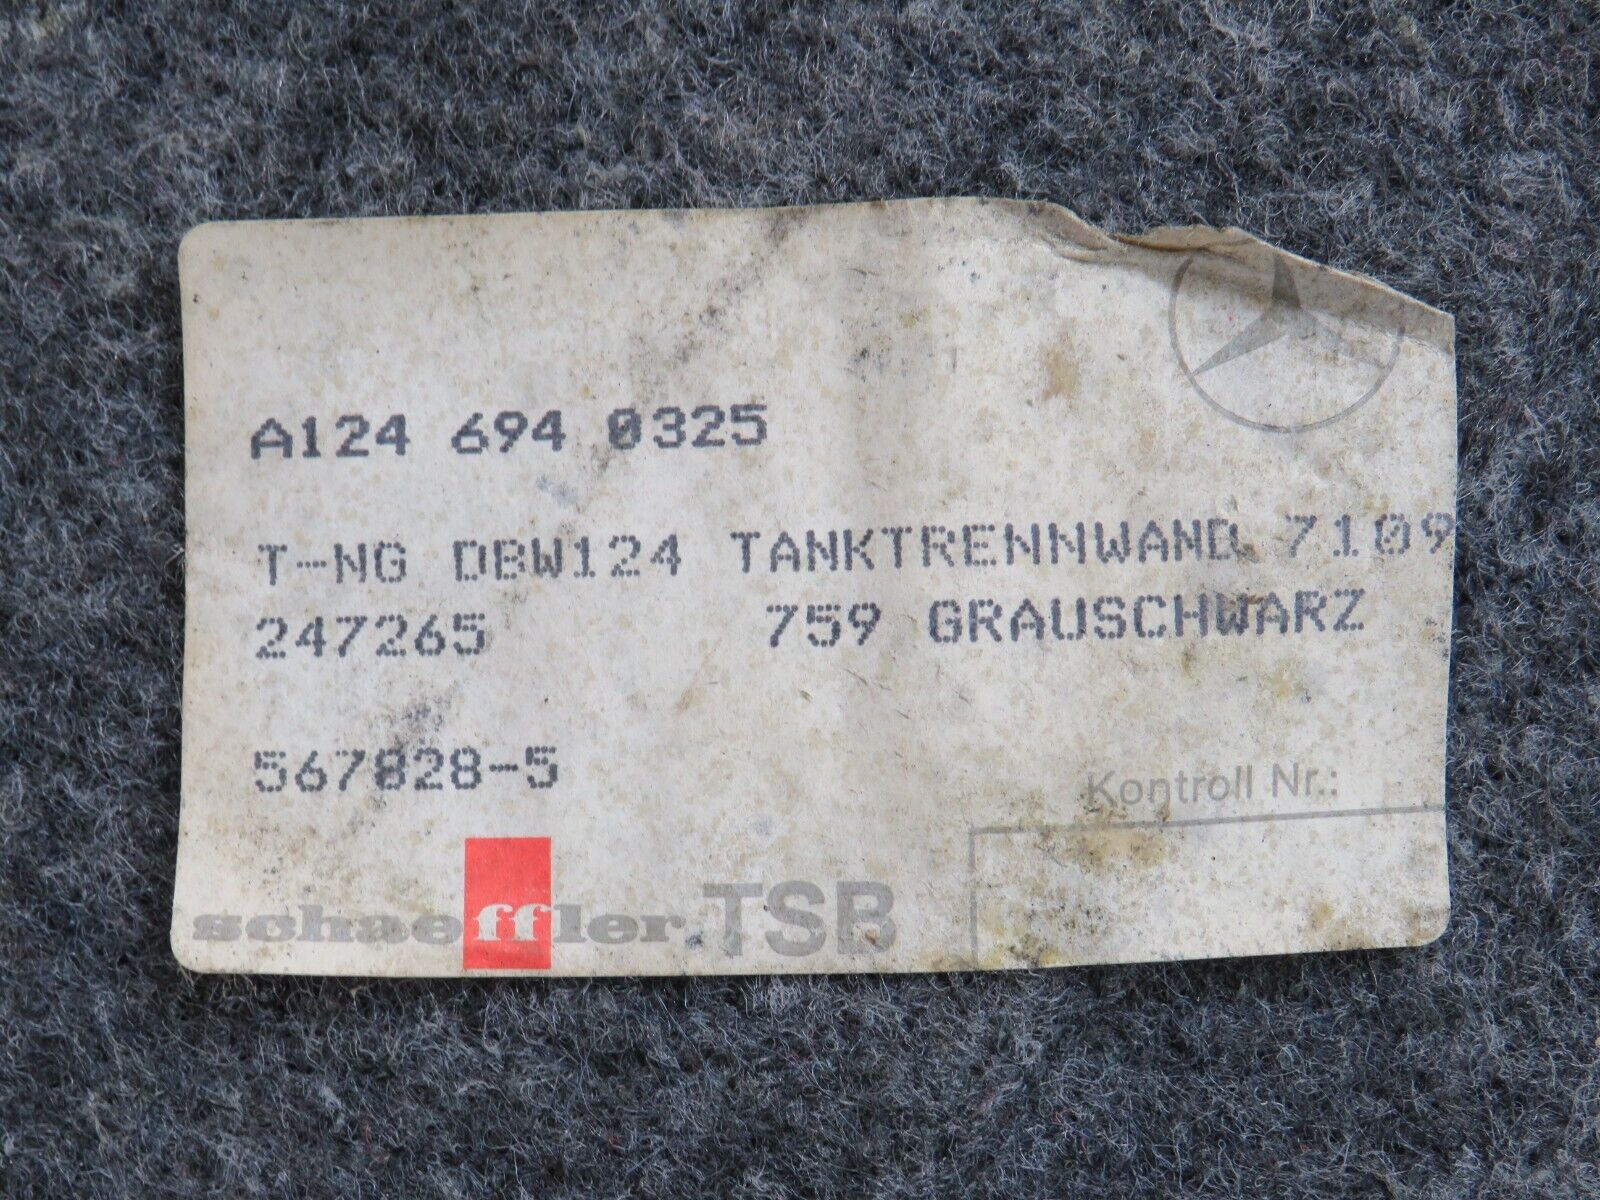 A124 694 0325
T-NG DBW124 TANKTRENNWAND 7109
247265 759 GRAUSCHWARZ
567828-5
Kontroll Nr.:
schaeffler TSB